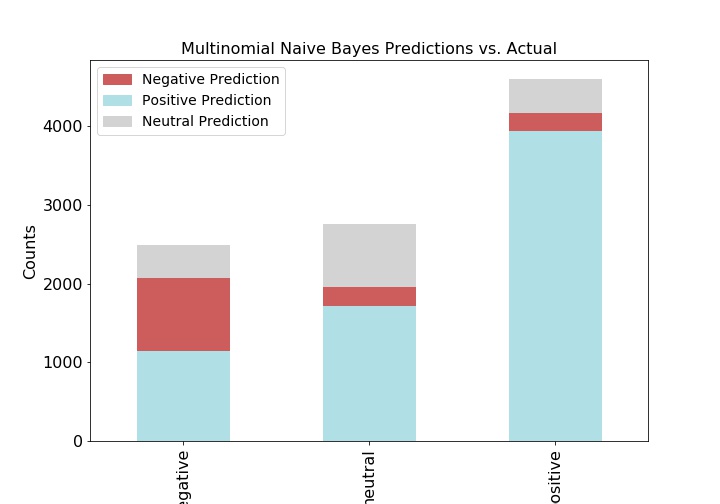 Multinomial Naive Bayes Predictions vs. Actual
Negative Prediction
Positive Prediction
Neutral Prediction
Counts
4000
3000
2000
1000
0
egative
eutral
ositive